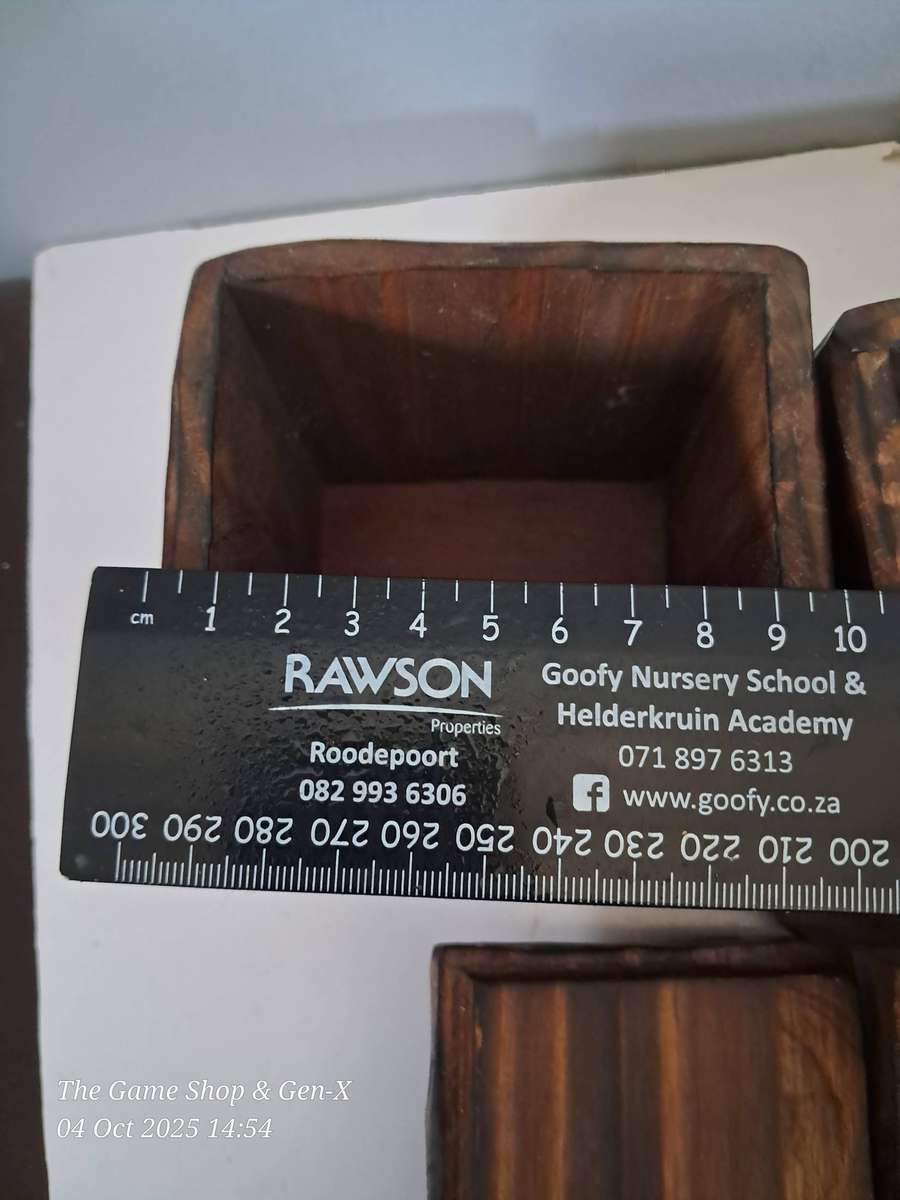 cm 1 2 3 4 5 6 7 8 9 10
RAWSON
Properties
Roodepoort
082 993 6306
Goofy Nursery School &
Helderkruin Academy
071 897 6313
www.goofy.co.za
300 290 280 270 260 250 240 230 220 210 200
The Game Shop & Gen-X
04 Oct 2025 14:54